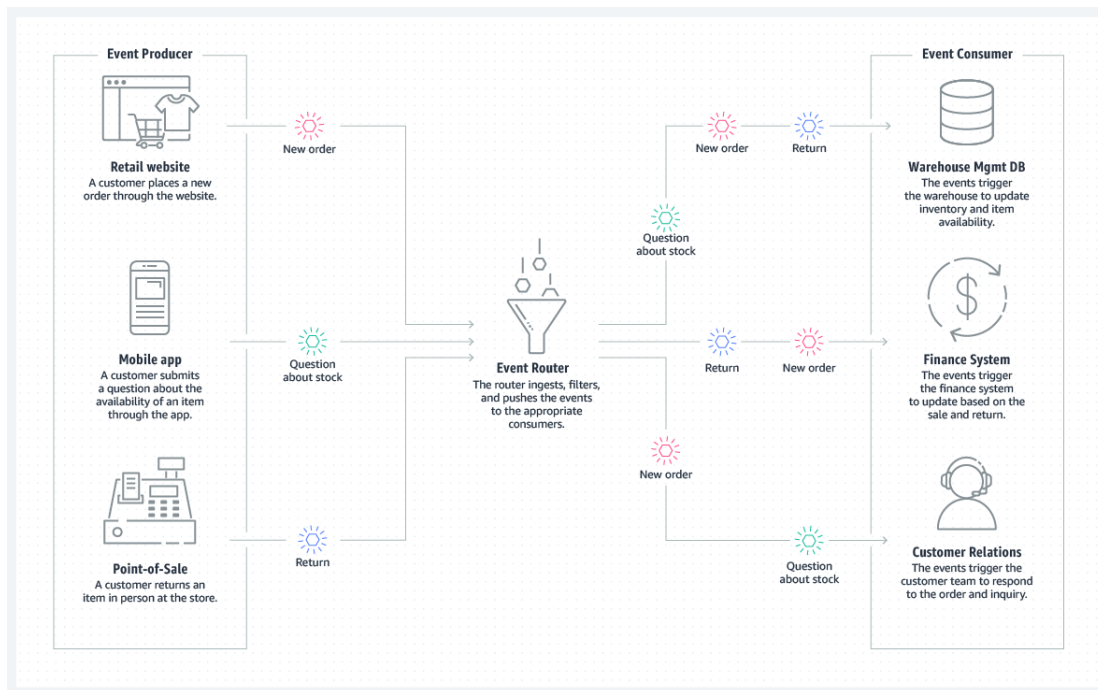 Event Producer
Retail website
A customer places a new
order through the website.
Mobile app
A customer submits
a question about the
availability of an item
through the app.
Point-of-Sale
A customer returns an
item in person at the store.
New order
Question
about stock
Return
Event Router
The router ingests, filters,
and pushes the events
to the appropriate
consumers.
New order
Return
Question
about stock
Return
New order
New order
Question
about stock
Event Consumer
Warehouse Mgmt DB
The events trigger
the warehouse to update
inventory and item
availability.
Finance System
The events trigger
the finance system
to update based on the
sale and return.
Customer Relations
The events trigger the
customer team to respond
to the order and inquiry.